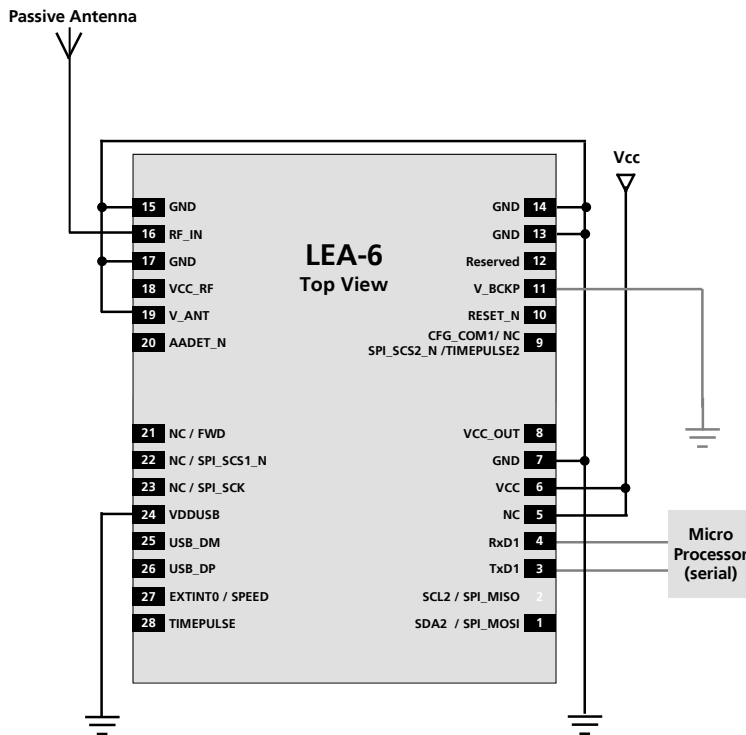 Passive Antenna
Vcc
LEA-6
Top View
15 GND
16 RF_IN
17 GND
18 VCC_RF
19 V_ANT
20 AADET_N
21 NC / FWD
22 NC / SPI_SCS1_N
23 NC / SPI_SCK
24 VDDUSB
25 USB_DM
26 USB_DP
27 EXTINT0 / SPEED
28 TIMEPULSE
GND 14
GND 13
Reserved 12
V_BCKP 11
RESET_N 10
CFG_COM1/ NC
SPI_SCS2_N /TIMEPULSE2 9
VCC_OUT 8
GND 7
VCC 6
NC 5
RxD1 4
TxD1 3
SCL2 / SPI_MISO 2
SDA2 / SPI_MOSI 1
Micro
Processor
(serial)